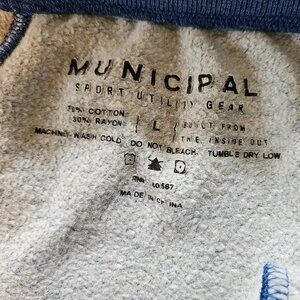 MUNICIPAL
SPORT UTILITY GEAR
70% COTTON
30% RAYON
L
BUILT FROM
THE INSIDE OUT
MACHINE WASH COLD DO NOT BLEACH. TUMBLE DRY LOW
MADE IN CHINA